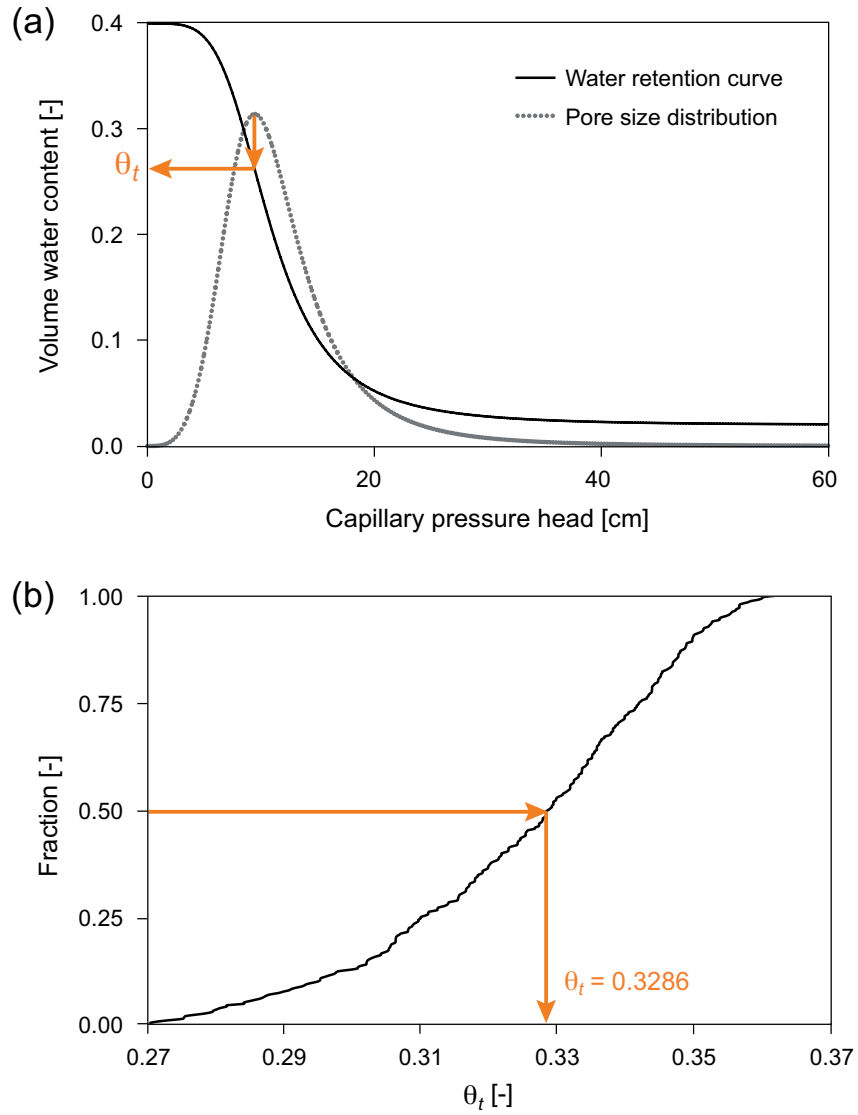 (a)
0.4
0.3
0.2
0.1
0.0
Volume water content [-]
Water retention curve
Pore size distribution
θt
0
20
40
60
Capillary pressure head [cm]
(b)
1.00
0.75
0.50
0.25
0.00
Fraction [-]
θt = 0.3286
0.27
0.29
0.31
0.33
0.35
0.37
θt [-]